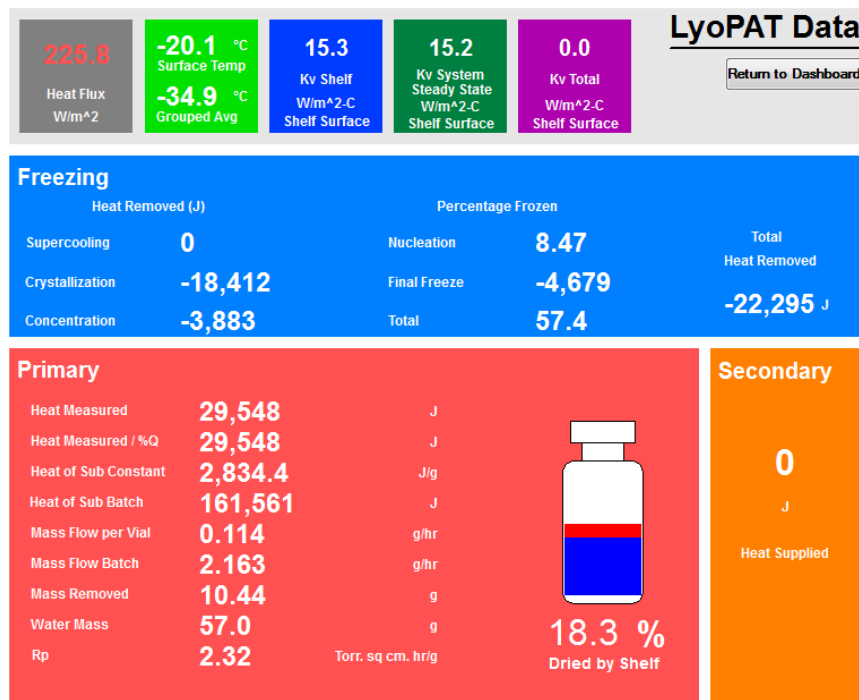 LyoPAT Data
Return to Dashboard
225.8
Heat Flux
W/m^2
-20.1 °C
Surface Temp
-34.9 °C
Grouped Avg
15.3
Kv Shelf
W/m^2-C
Shelf Surface
15.2
Kv System
Steady State
W/m^2-C
Shelf Surface
0.0
Kv Total
W/m^2-C
Shelf Surface
Freezing
Heat Removed (J) Percentage Frozen
Supercooling 0 Nucleation 8.47
Crystallization -18,412 Final Freeze -4,679
Concentration -3,883 Total 57.4
Total
Heat Removed
-22,295 J
Primary
Heat Measured 29,548 J
Heat Measured / %Q 29,548 J
Heat of Sub Constant 2,834.4 J/g
Heat of Sub Batch 161,561 J
Mass Flow per Vial 0.114 g/hr
Mass Flow Batch 2.163 g/hr
Mass Removed 10.44 g
Water Mass 57.0 g
Rp 2.32 Torr. sq cm. hr/g
18.3 %
Dried by Shelf
Secondary
0
J
Heat Supplied